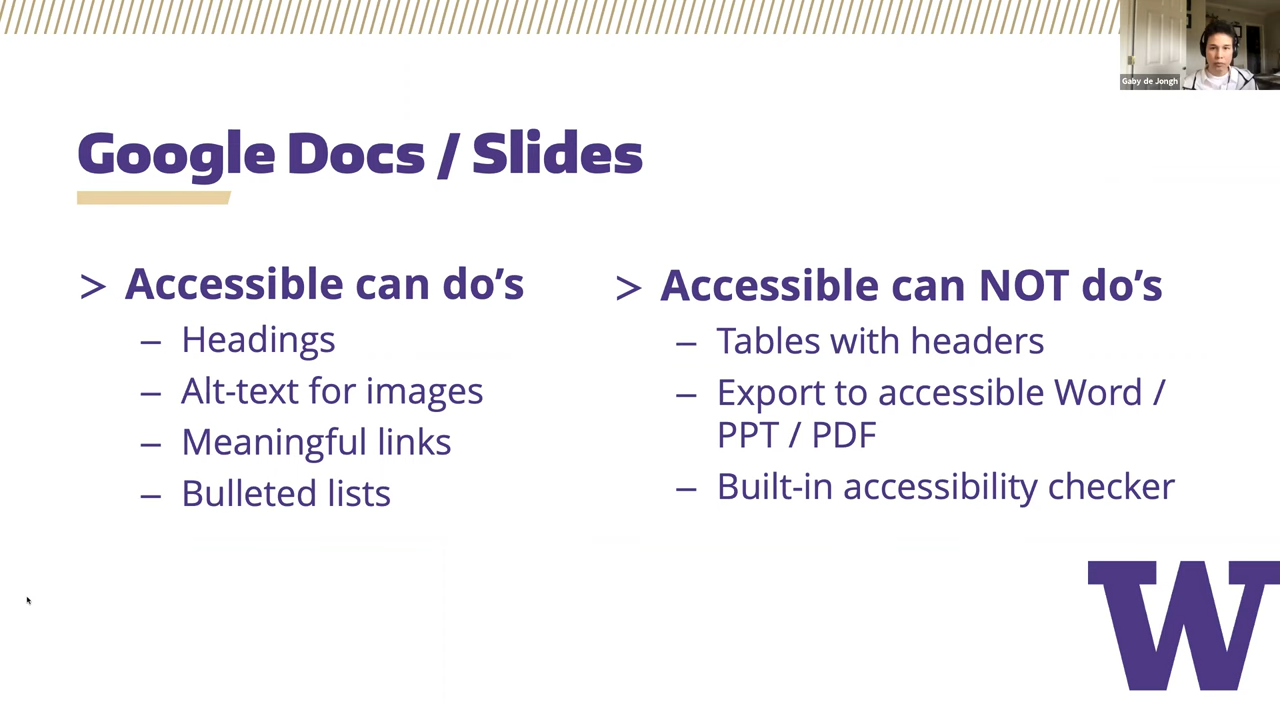 Gaby de Jongh
Google Docs / Slides
> Accessible can do's
– Headings
– Alt-text for images
– Meaningful links
– Bulleted lists
> Accessible can NOT do's
– Tables with headers
– Export to accessible Word /
PPT / PDF
– Built-in accessibility checker
W